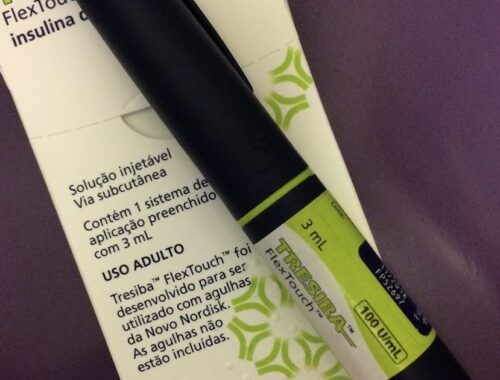 FlexTouch
insulina
Solução injetável
Via subcutânea
Contém 1 sistema de
aplicação preenchido
com 3 mL
USO ADULTO
Tresiba™ FlexTouch™ foi
desenvolvido para ser
utilizado com agulhas
da Novo Nordisk.
As agulhas não
estão incluídas.
3 mL
TRESIBA™
FlexTouch™
100 U/mL